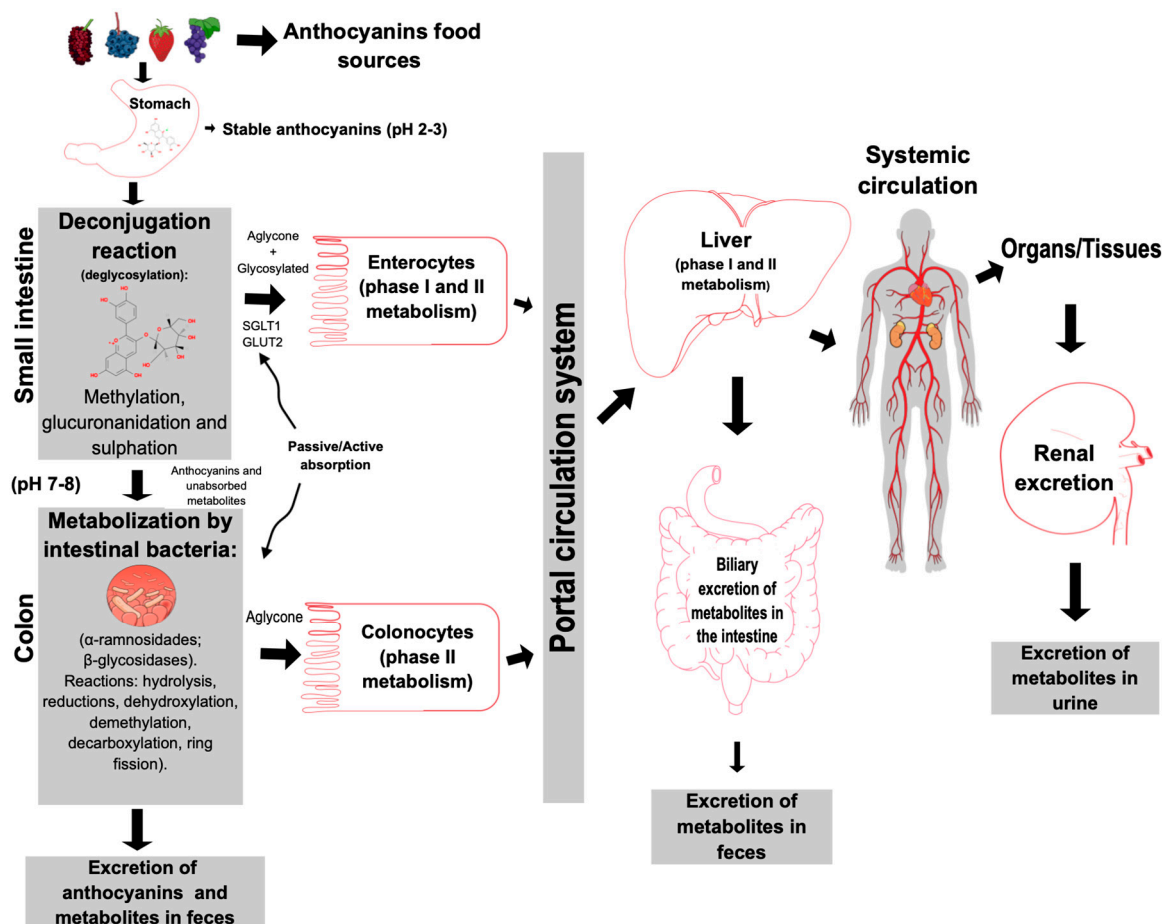 Anthocyanins food
sources
Stomach
Stable anthocyanins (pH 2-3)
Small intestine
Deconjugation
reaction
(deglycosylation):
Methylation,
glucuronanidation and
sulphation
Aglycone
+
Glycosylated
SGLT1
GLUT2
Enterocytes
(phase I and II
metabolism)
Passive/Active
absorption
(pH 7-8)
Anthocyanins and
unabsorbed
metabolites
Colon
Metabolization by
intestinal bacteria:
(α-ramnosidades;
β-glycosidases).
Reactions: hydrolysis,
reductions, dehydroxylation,
demethylation,
decarboxylation, ring
fission).
Aglycone
Colonocytes
(phase II
metabolism)
Excretion of
anthocyanins and
metabolites in feces
Portal circulation system
Liver
(phase I and II
metabolism)
Biliary
excretion of
metabolites in
the intestine
Excretion of
metabolites in
feces
Systemic
circulation
Organs/Tissues
Renal
excretion
Excretion of
metabolites in
urine